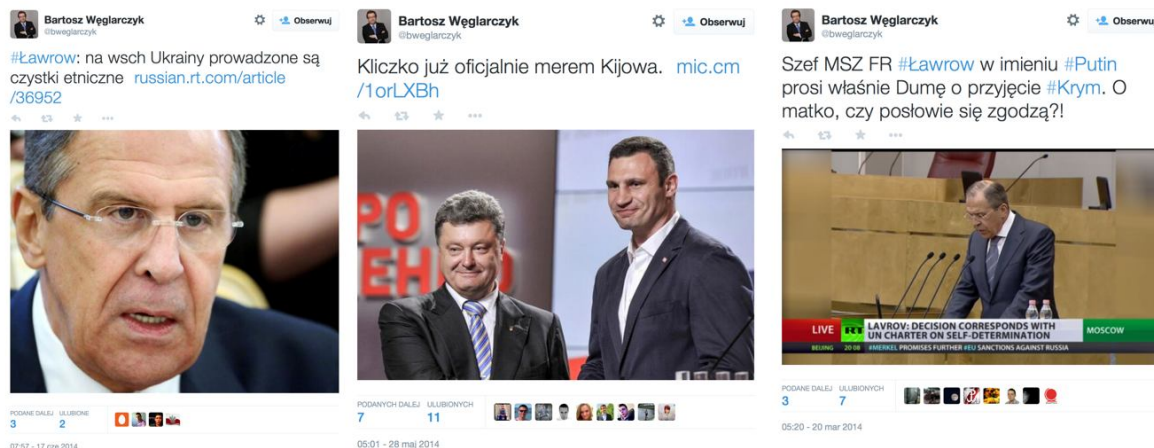 Bartosz Węglarczyk
@bweglarczyk
Obserwuj
#Ławrow: na wsch Ukrainy prowadzone są
czystki etniczne russian.rt.com/article
/36952
PODANE DALEJ ULUBIONE
3 2
07:57 - 17 cze 2014
Bartosz Węglarczyk
@bweglarczyk
Obserwuj
Kliczko już oficjalnie merem Kijowa. mic.cm
/1orLXBh
PO
ЕНКО
PODANYCH DALEJ ULUBIONYCH
7 11
05:01 - 28 maj 2014
Bartosz Węglarczyk
@bweglarczyk
Obserwuj
Szef MSZ FR #Ławrow w imieniu #Putin
prosi właśnie Dumę o przyjęcie #Krym. O
matko, czy posłowie się zgodzą?!
LIVE RT LAVROV: DECISION CORRESPONDS WITH
UN CHARTER ON SELF-DETERMINATION
MOSCOW
BEIJING 20:08 #MERKEL PROMISES FURTHER #EU SANCTIONS AGAINST RUSSIA
PODANE DALEJ ULUBIONYCH
3 7
05:20 - 20 mar 2014